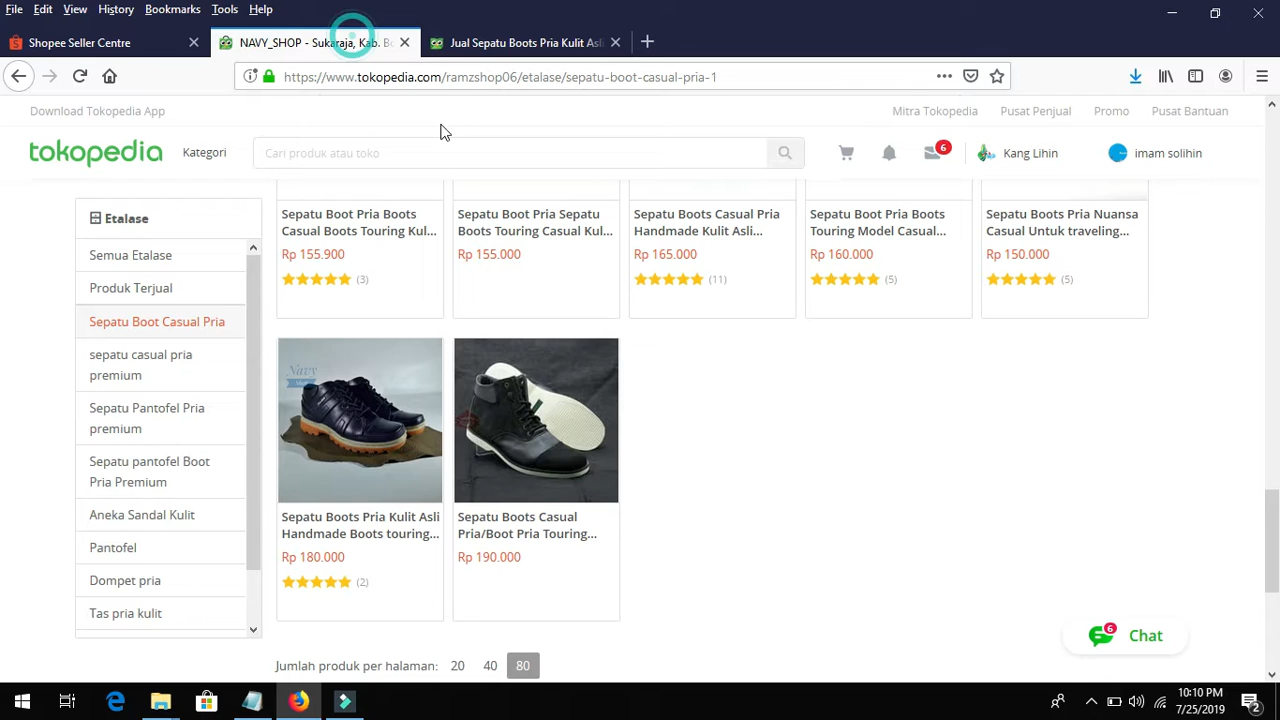 File Edit View History Bookmarks Tools Help
Shopee Seller Centre
NAVY_SHOP - Sukaraja, Kab. Bo
Jual Sepatu Boots Pria Kulit Asli
https://www.tokopedia.com/ramzshop06/etalase/sepatu-boot-casual-pria-1
Download Tokopedia App
Mitra Tokopedia Pusat Penjual Promo Pusat Bantuan
tokopedia Kategori Cari produk atau toko 6 Kang Lihin imam solihin
Etalase
Semua Etalase
Produk Terjual
Sepatu Boot Casual Pria
sepatu casual pria
premium
Sepatu Pantofel Pria
premium
Sepatu pantofel Boot
Pria Premium
Aneka Sandal Kulit
Pantofel
Dompet pria
Tas pria kulit
Sepatu Boot Pria Boots
Casual Boots Touring Kul...
Rp 155.900
(3)
Sepatu Boot Pria Sepatu
Boots Touring Casual Kul...
Rp 155.000
Sepatu Boots Casual Pria
Handmade Kulit Asli...
Rp 165.000
(11)
Sepatu Boot Pria Boots
Touring Model Casual...
Rp 160.000
(5)
Sepatu Boots Pria Nuansa
Casual Untuk traveling...
Rp 150.000
(5)
Navy
Sepatu Boots Pria Kulit Asli
Handmade Boots touring...
Rp 180.000
(2)
Sepatu Boots Casual
Pria/Boot Pria Touring...
Rp 190.000
Jumlah produk per halaman: 20 40 80
6 Chat
10:10 PM
7/25/2019
2